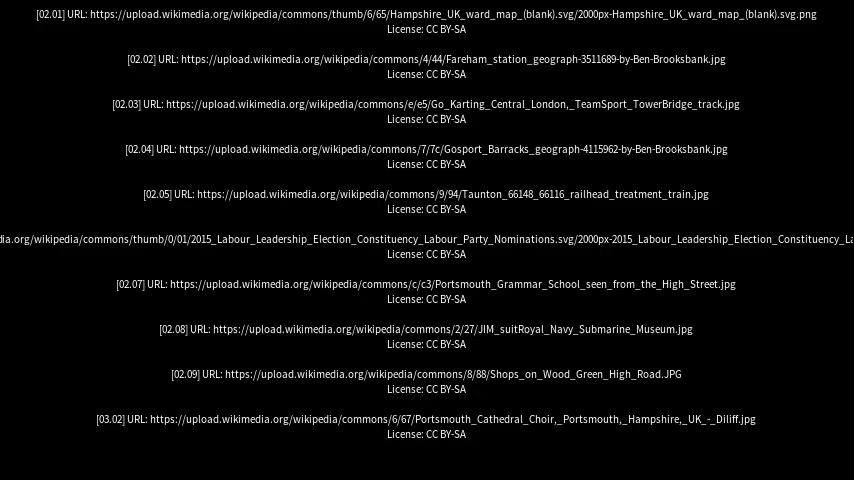 [02.01] URL: https://upload.wikimedia.org/wikipedia/commons/thumb/6/65/Hampshire_UK_ward_map_(blank).svg/2000px-Hampshire_UK_ward_map_(blank).svg.png
License: CC BY-SA
[02.02] URL: https://upload.wikimedia.org/wikipedia/commons/4/44/Fareham_station_geograph-3511689-by-Ben-Brooksbank.jpg
License: CC BY-SA
[02.03] URL: https://upload.wikimedia.org/wikipedia/commons/e/e5/Go_Karting_Central_London,_TeamSport_TowerBridge_track.jpg
License: CC BY-SA
[02.04] URL: https://upload.wikimedia.org/wikipedia/commons/7/7c/Gosport_Barracks_geograph-4115962-by-Ben-Brooksbank.jpg
License: CC BY-SA
[02.05] URL: https://upload.wikimedia.org/wikipedia/commons/9/94/Taunton_66148_66116_railhead_treatment_train.jpg
License: CC BY-SA
dia.org/wikipedia/commons/thumb/0/01/2015_Labour_Leadership_Election_Constituency_Labour_Party_Nominations.svg/2000px-2015_Labour_Leadership_Election_Constituency_La
License: CC BY-SA
[02.07] URL: https://upload.wikimedia.org/wikipedia/commons/c/c3/Portsmouth_Grammar_School_seen_from_the_High_Street.jpg
License: CC BY-SA
[02.08] URL: https://upload.wikimedia.org/wikipedia/commons/2/27/JIM_suitRoyal_Navy_Submarine_Museum.jpg
License: CC BY-SA
[02.09] URL: https://upload.wikimedia.org/wikipedia/commons/8/88/Shops_on_Wood_Green_High_Road.JPG
License: CC BY-SA
[03.02] URL: https://upload.wikimedia.org/wikipedia/commons/6/67/Portsmouth_Cathedral_Choir,_Portsmouth,_Hampshire,_UK_-_Diliff.jpg
License: CC BY-SA